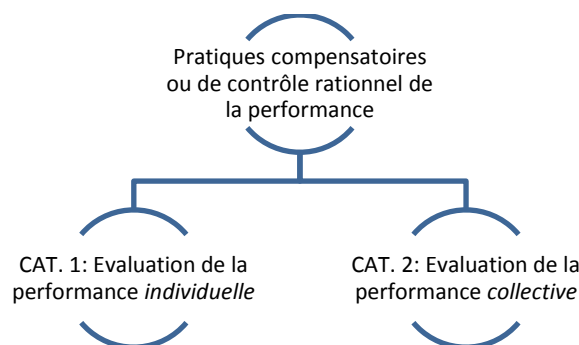 Pratiques compensatoires
ou de contrôle rationnel de
la performance
CAT. 1: Evaluation de la
performance individuelle
CAT. 2: Evaluation de la
performance collective